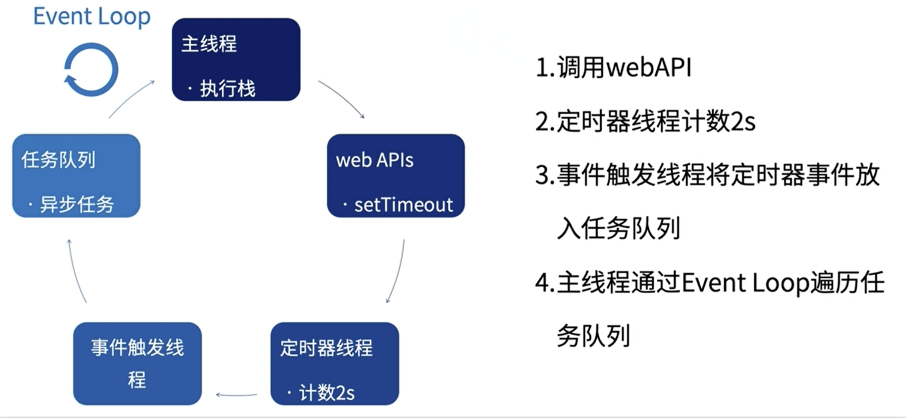 Event Loop
主线程
· 执行栈
web APIs
· setTimeout
定时器线程
· 计数2s
事件触发线
程
任务队列
· 异步任务
1.调用webAPI
2.定时器线程计数2s
3.事件触发线程将定时器事件放
入任务队列
4.主线程通过Event Loop遍历任
务队列